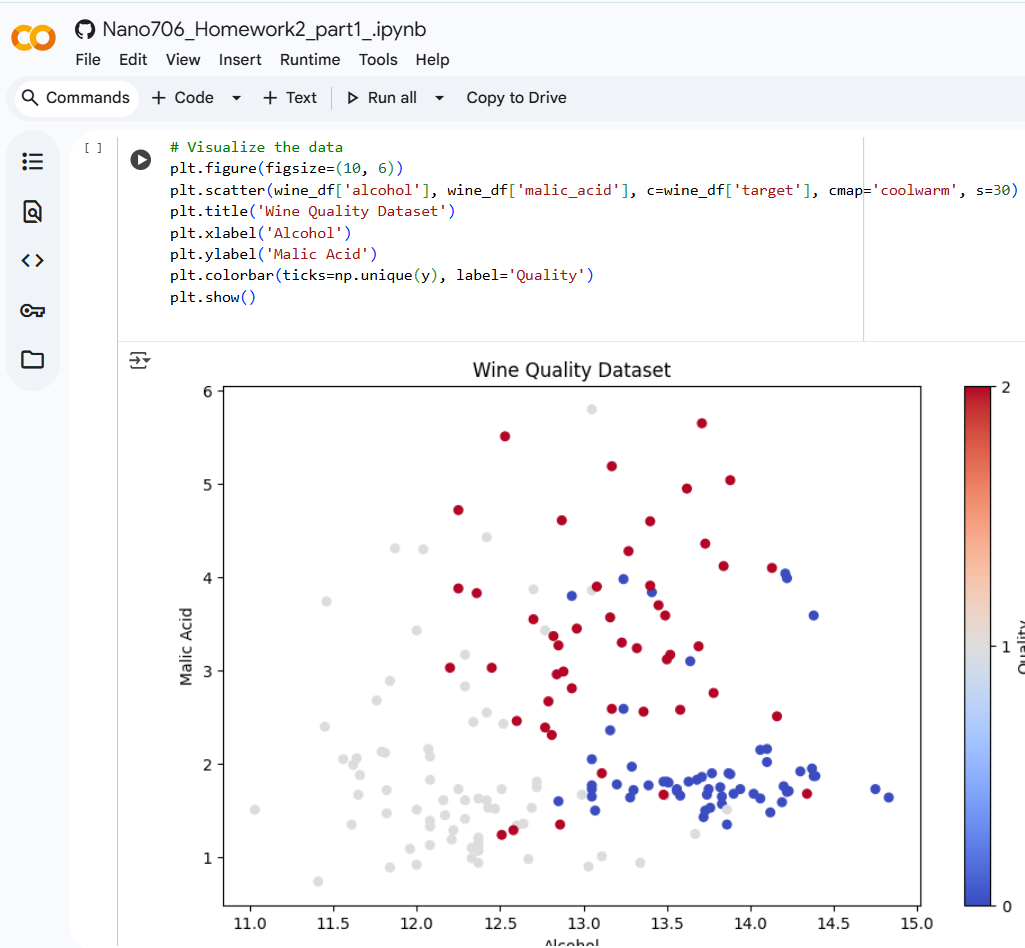 Nano706_Homework2_part1_.ipynb
File Edit View Insert Runtime Tools Help
Commands + Code + Text Run all Copy to Drive
[ ]
# Visualize the data
plt.figure(figsize=(10, 6))
plt.scatter(wine_df['alcohol'], wine_df['malic_acid'], c=wine_df['target'], cmap='coolwarm', s=30)
plt.title('Wine Quality Dataset')
plt.xlabel('Alcohol')
plt.ylabel('Malic Acid')
plt.colorbar(ticks=np.unique(y), label='Quality')
plt.show()
Wine Quality Dataset
6
5
4
3
2
1
Malic Acid
11.0 11.5 12.0 12.5 13.0 13.5 14.0 14.5 15.0
Alcohol
2
1
0
Quality